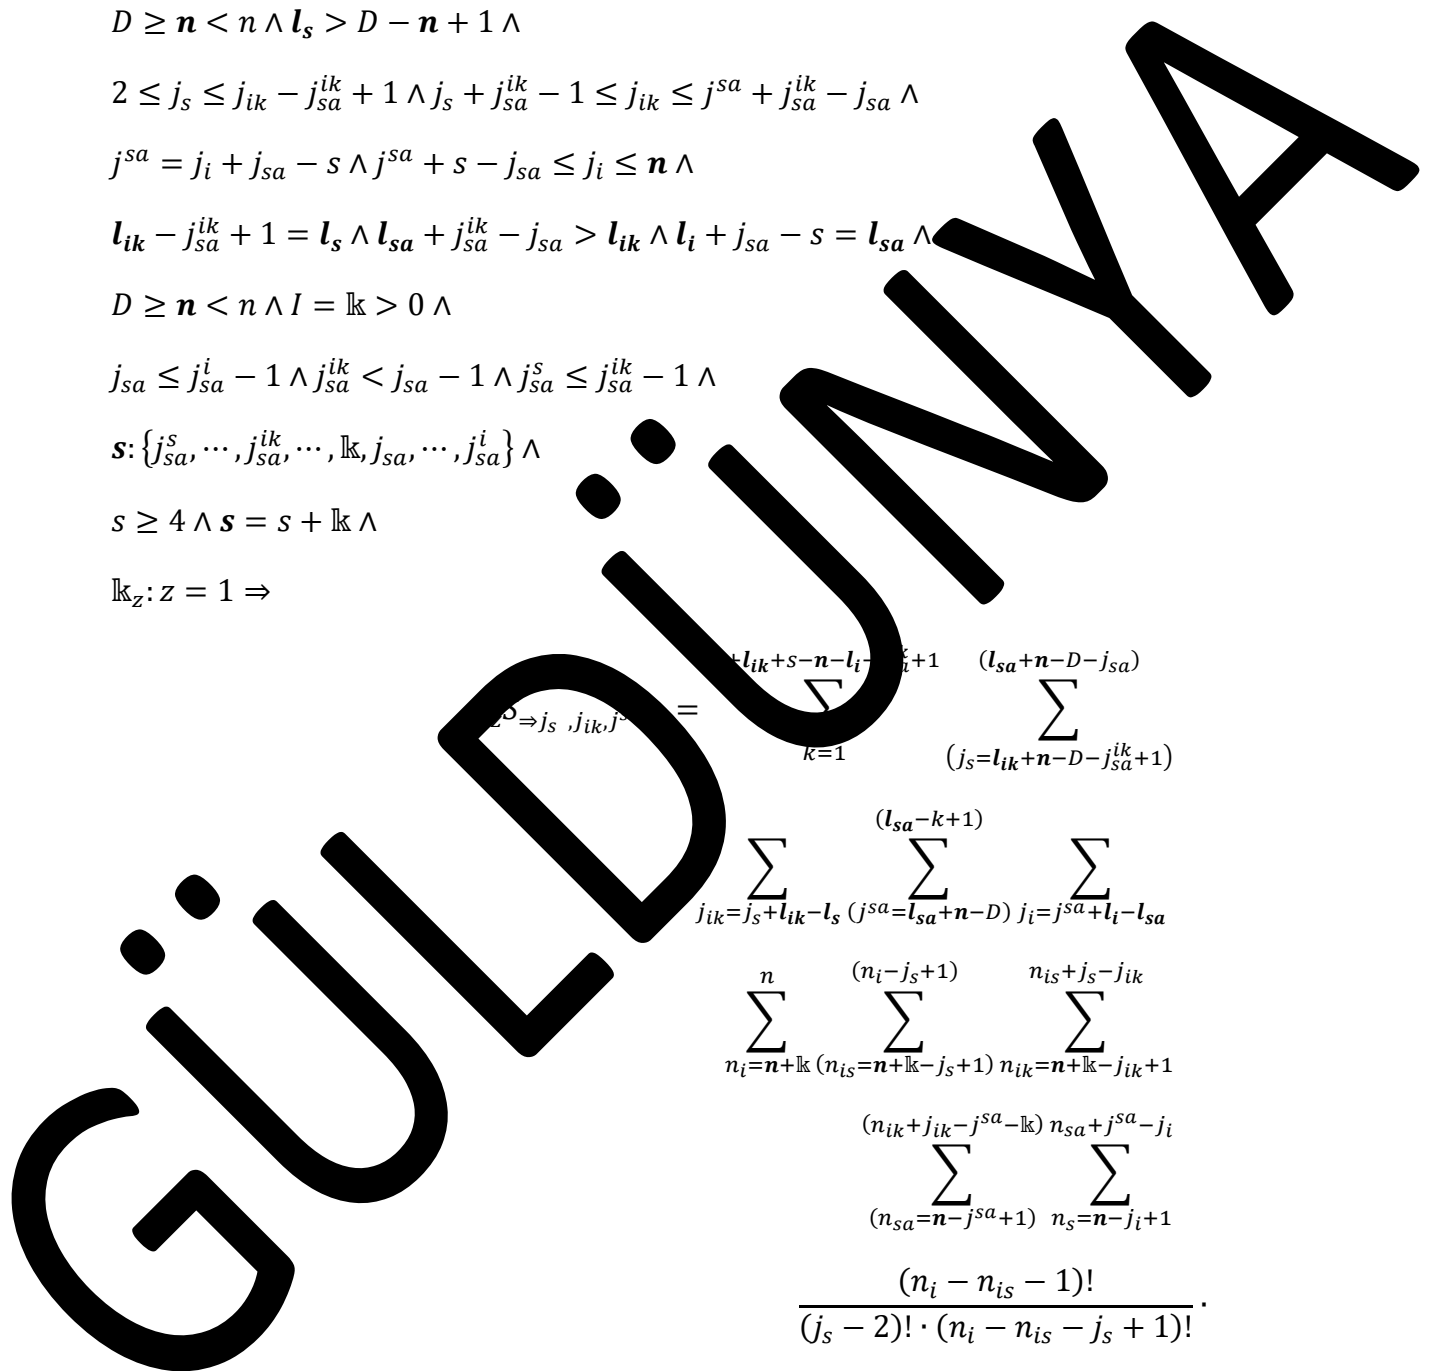 D ≥ n < n ∧ l_s > D − n + 1 ∧
2 ≤ j_s ≤ j_{ik} − j_{sa}^{ik} + 1 ∧ j_s + j_{sa}^{ik} − 1 ≤ j_{ik} ≤ j^{sa} + j_{sa}^{ik} − j_{sa} ∧
j^{sa} = j_i + j_{sa} − s ∧ j^{sa} + s − j_{sa} ≤ j_i ≤ n ∧
l_{ik} − j_{sa}^{ik} + 1 = l_s ∧ l_{sa} + j_{sa}^{ik} − j_{sa} > l_{ik} ∧ l_i + j_{sa} − s = l_{sa} ∧
D ≥ n < n ∧ I = 𝕜 > 0 ∧
j_{sa} ≤ j_{sa}^i − 1 ∧ j_{sa}^{ik} < j_{sa} − 1 ∧ j_{sa}^s ≤ j_{sa}^{ik} − 1 ∧
s: {j_{sa}^s, ⋯ , j_{sa}^{ik}, ⋯ , 𝕜, j_{sa}, ⋯ , j_{sa}^i} ∧
s ≥ 4 ∧ s = s + 𝕜 ∧
𝕜_z: z = 1 ⇒
+l_{ik}+s−n−l_i− +1 (l_{sa}+n−D−j_{sa})
S_{⇒j_s ,j_{ik},j} = ∑ ∑
k=1 (j_s=l_{ik}+n−D−j_{sa}^{ik}+1)
(l_{sa}−k+1)
∑ ∑ ∑
j_{ik}=j_s+l_{ik}−l_s (j^{sa}=l_{sa}+n−D) j_i=j^{sa}+l_i−l_{sa}
n (n_i−j_s+1) n_{is}+j_s−j_{ik}
∑ ∑ ∑
n_i=n+𝕜 (n_{is}=n+𝕜−j_s+1) n_{ik}=n+𝕜−j_{ik}+1
(n_{ik}+j_{ik}−j^{sa}−𝕜) n_{sa}+j^{sa}−j_i
∑ ∑
(n_{sa}=n−j^{sa}+1) n_s=n−j_i+1
(n_i − n_{is} − 1)!
(j_s − 2)! · (n_i − n_{is} − j_s + 1)! ·
GÜLDÜNYA